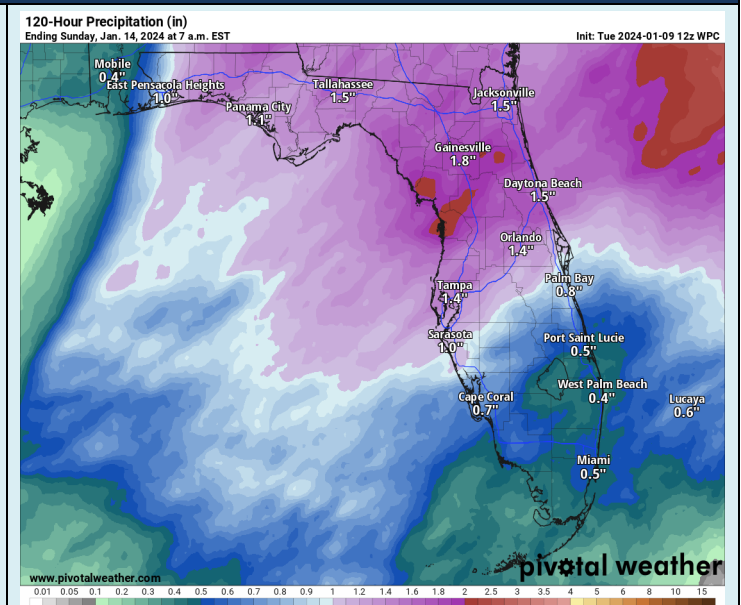 120-Hour Precipitation (in)
Ending Sunday, Jan. 14, 2024 at 7 a.m. EST
Init: Tue 2024-01-09 12z WPC
Mobile
0.4"
East Pensacola Heights
1.0"
Panama City
1.1"
Tallahassee
1.5"
Jacksonville
1.5"
Gainesville
1.8"
Daytona Beach
1.5"
Orlando
1.4"
Palm Bay
0.8"
Tampa
1.4"
Sarasota
1.0"
Port Saint Lucie
0.5"
West Palm Beach
0.4"
Cape Coral
0.7"
Lucaya
0.6"
Miami
0.5"
pivotal weather
www.pivotalweather.com
0.01 0.05 0.1 0.2 0.3 0.4 0.5 0.6 0.7 0.8 0.9 1 1.2 1.4 1.6 1.8 2 2.5 3 3.5 4 5 6 8 10 15